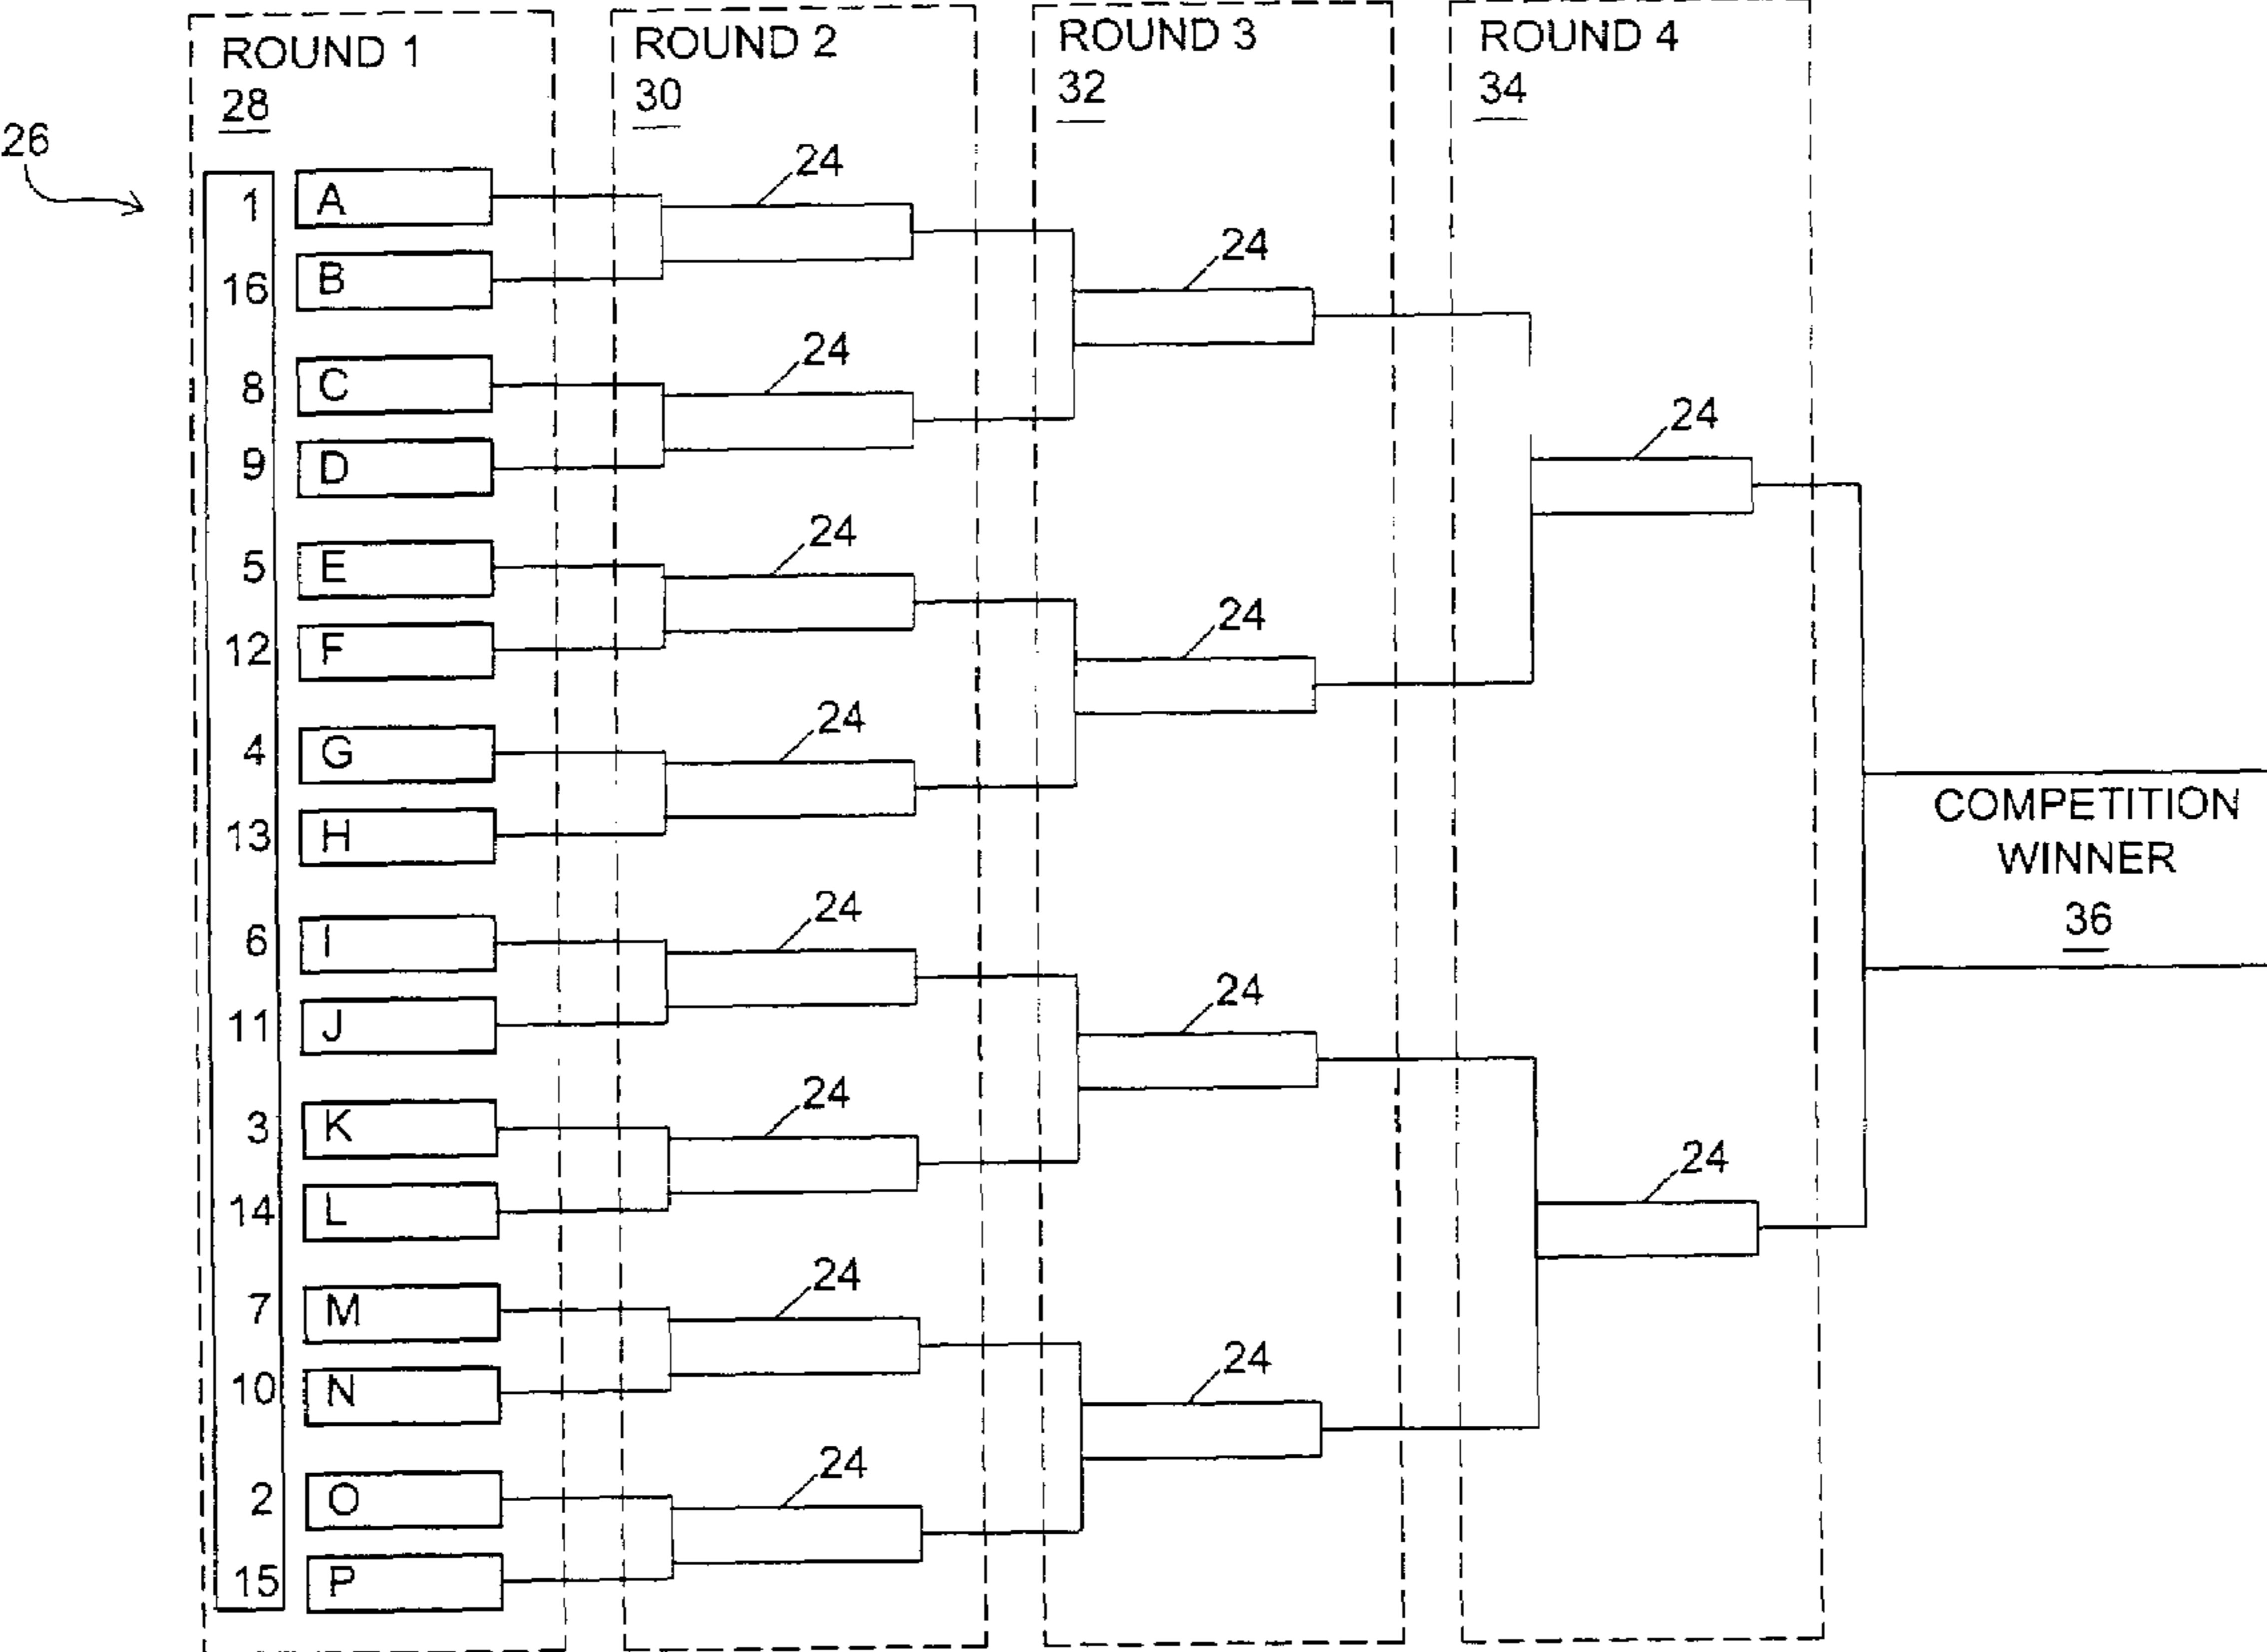 ROUND 1
28
ROUND 2
30
ROUND 3
32
ROUND 4
34
26
1 A
16 B
8 C
9 D
5 E
12 F
4 G
13 H
6 I
11 J
3 K
14 L
7 M
10 N
2 O
15 P
24
24
24
24
24
24
24
24
24
24
24
24
24
24
COMPETITION
WINNER
36